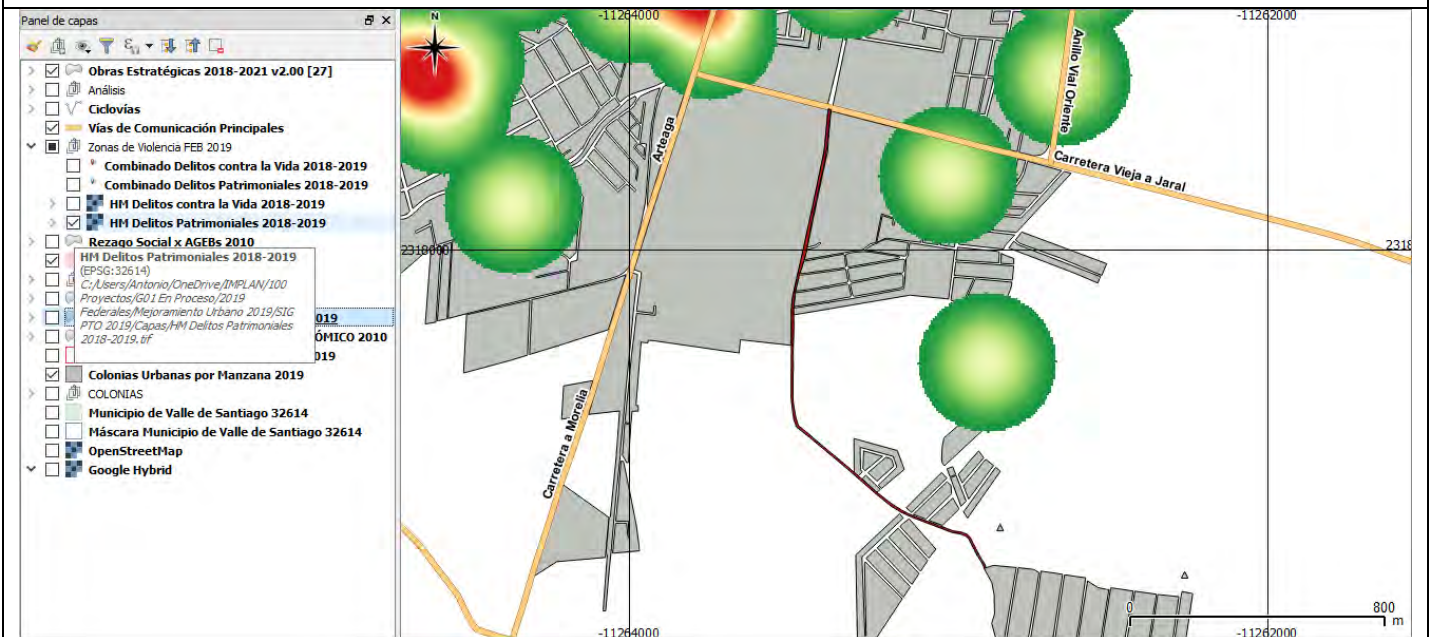 Panel de capas
Obras Estratégicas 2018-2021 v2.00 [27]
Análisis
Ciclovías
Vías de Comunicación Principales
Zonas de Violencia FEB 2019
Combinado Delitos contra la Vida 2018-2019
Combinado Delitos Patrimoniales 2018-2019
HM Delitos contra la Vida 2018-2019
HM Delitos Patrimoniales 2018-2019
Rezago Social x AGEBs 2010
HM Delitos Patrimoniales 2018-2019
(EPSG:32614)
C:/Users/Antonio/OneDrive/IMPLAN/100
Proyectos/G01 En Proceso/2019
Federales/Mejoramiento Urbano 2019/SIG
PTO 2019/Capas/HM Delitos Patrimoniales
2018-2019.tif
019
ÓMICO 2010
019
Colonias Urbanas por Manzana 2019
COLONIAS
Municipio de Valle de Santiago 32614
Máscara Municipio de Valle de Santiago 32614
OpenStreetMap
Google Hybrid
N
-11264000
-11262000
Anillo Vial Oriente
Arteaga
Carretera Vieja a Jaral
2318000
2318
Carretera a Morelia
0
800
m
-11264000
-11262000